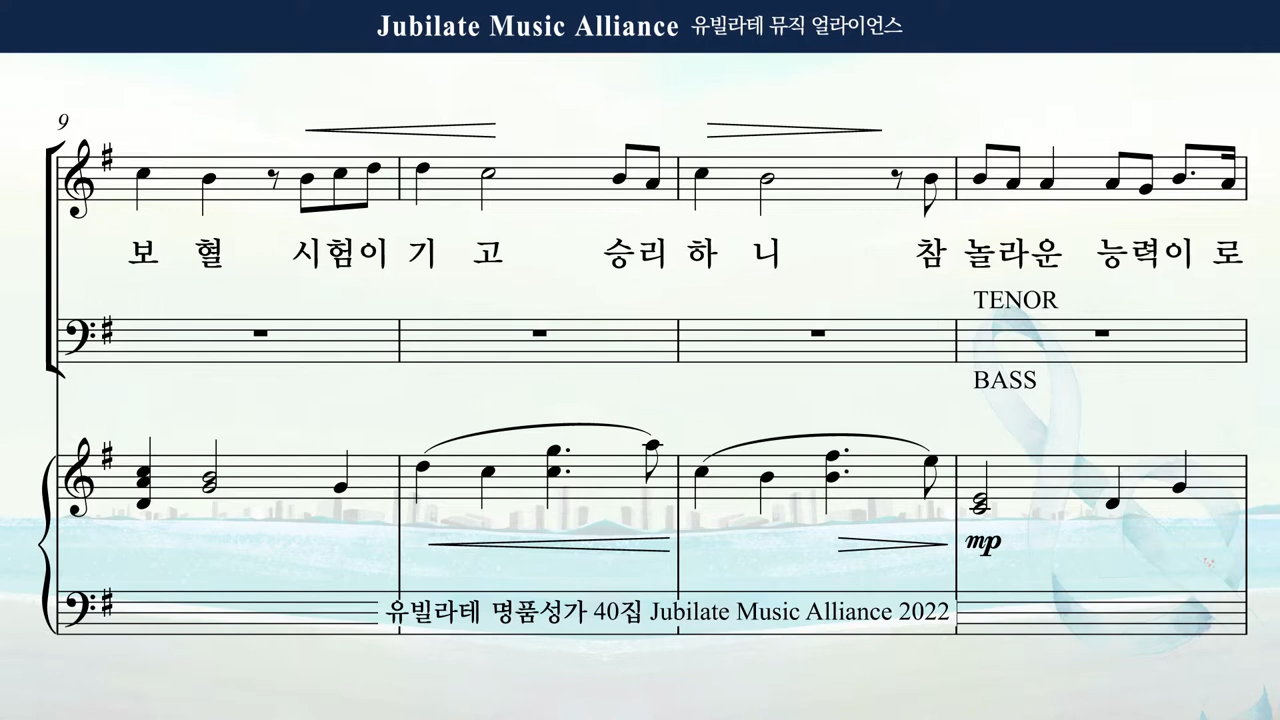 Jubilate Music Alliance 유빌라테 뮤직 얼라이언스
9
보 혈 시험이 기 고 승리 하 니 참 놀라운 능력이 로
TENOR
BASS
mp
유빌라테 명품성가 40집 Jubilate Music Alliance 2022